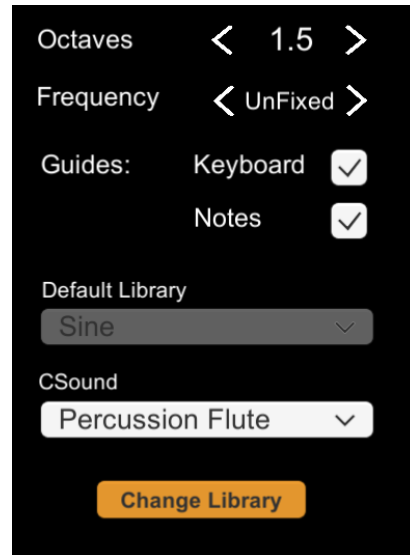 Octaves < 1.5 >
Frequency < UnFixed >
Guides: Keyboard
Notes
Default Library
Sine
CSound
Percussion Flute
Change Library